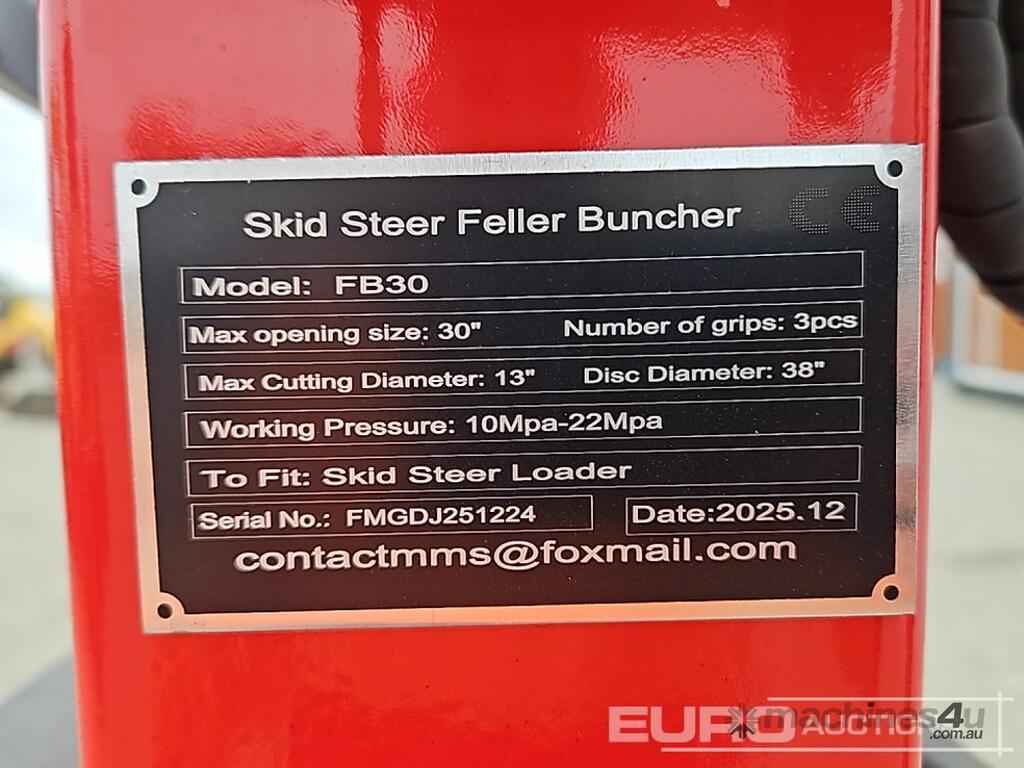 Skid Steer Feller Buncher CE
Model: FB30
Max opening size: 30" Number of grips: 3pcs
Max Cutting Diameter: 13" Disc Diameter: 38"
Working Pressure: 10Mpa-22Mpa
To Fit: Skid Steer Loader
Serial No.: FMGDJ251224 Date:2025.12
contactmms@foxmail.com
EURO AUCTIONS
machines4u
.com.au